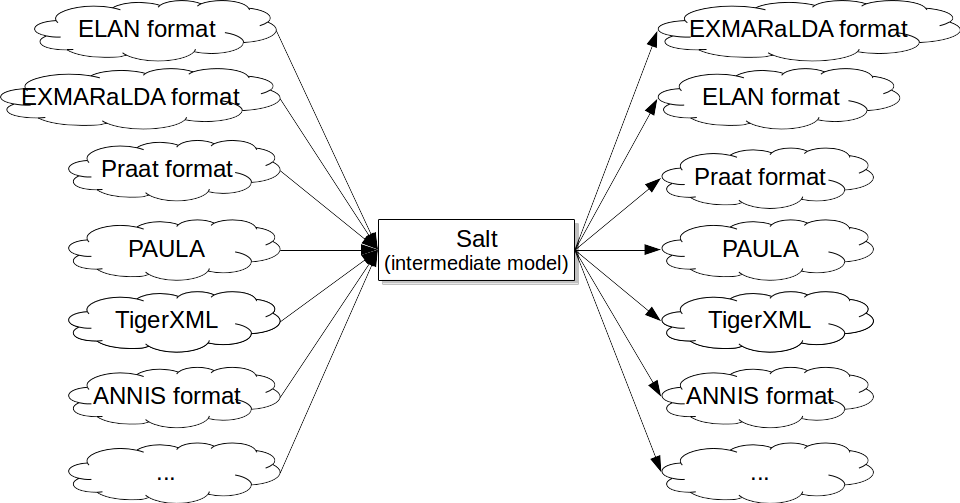 ELAN format
EXMARaLDA format
Praat format
PAULA
TigerXML
ANNIS format
...
Salt
(intermediate model)
EXMARaLDA format
ELAN format
Praat format
PAULA
TigerXML
ANNIS format
...